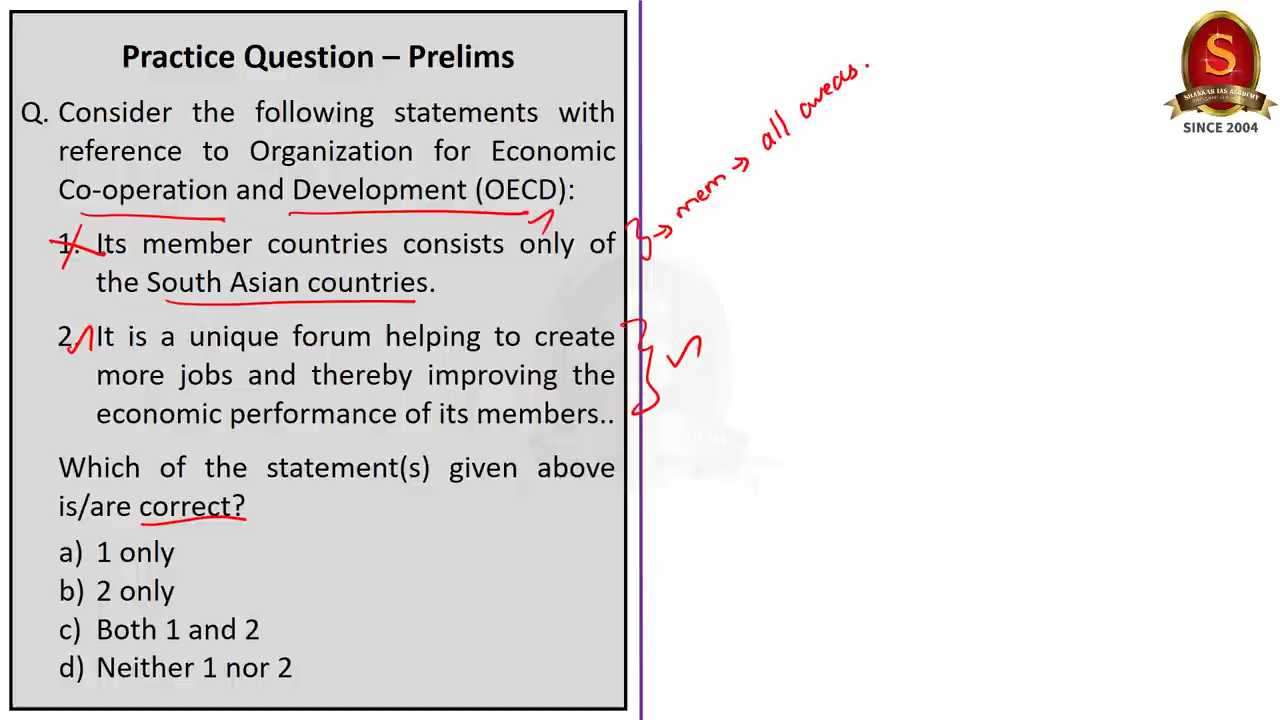 Practice Question – Prelims
Q. Consider the following statements with
reference to Organization for Economic
Co-operation and Development (OECD):
1. Its member countries consists only of
the South Asian countries.
2. It is a unique forum helping to create
more jobs and thereby improving the
economic performance of its members..
Which of the statement(s) given above
is/are correct?
a) 1 only
b) 2 only
c) Both 1 and 2
d) Neither 1 nor 2
→ mem → all areas.
S
SHANKAR IAS ACADEMY
SINCE 2004